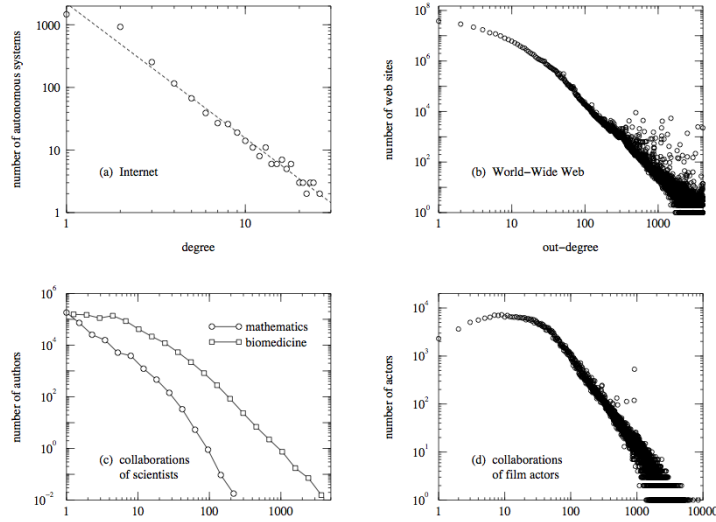 1000
100
10
1
number of autonomous systems
(a) Internet
1
10
degree
10^8
10^6
10^4
10^2
10^0
number of web sites
(b) World−Wide Web
1
10
100
1000
out−degree
10^6
10^4
10^2
10^0
10^−2
number of authors
mathematics
biomedicine
(c) collaborations
of scientists
1
10
100
1000
10^4
10^3
10^2
10^1
10^0
number of actors
(d) collaborations
of film actors
1
10
100
1000
10000